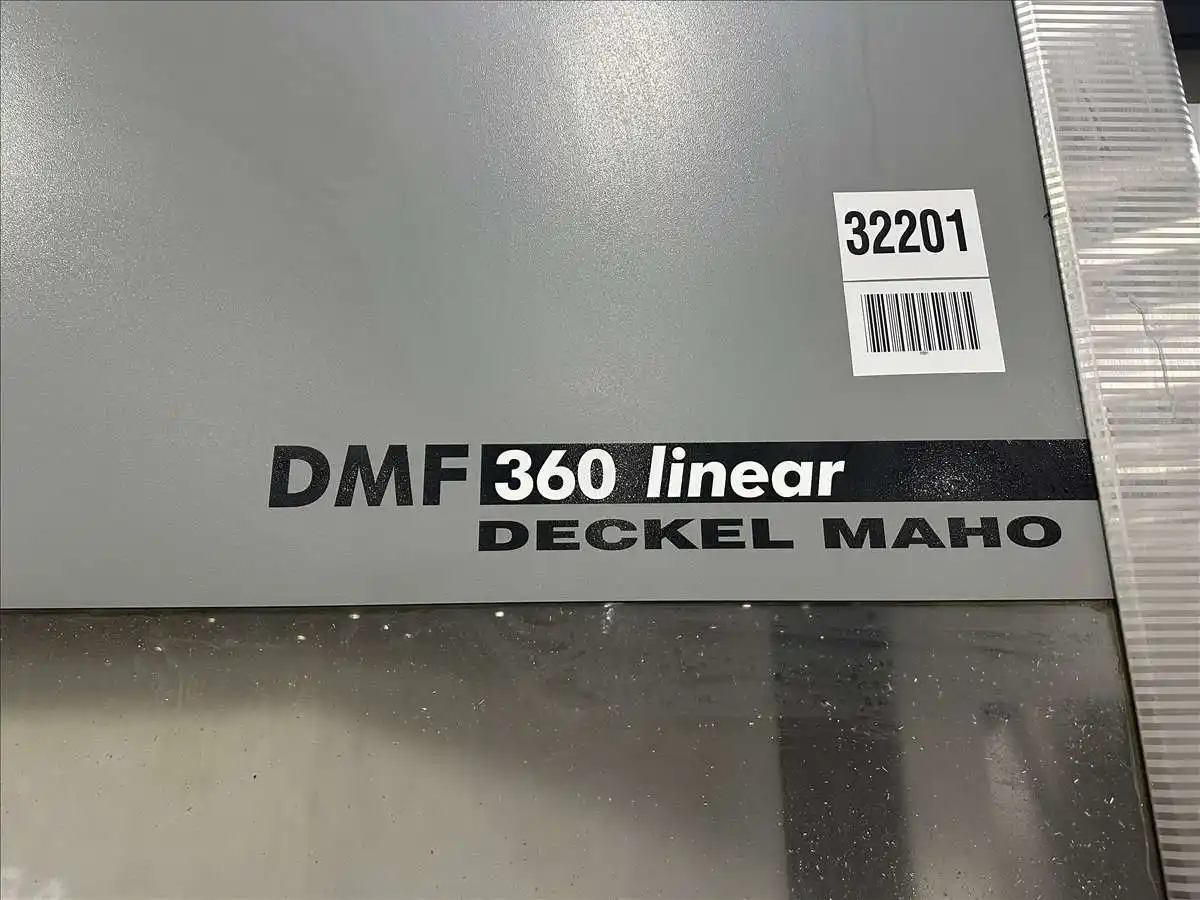 32201
DMF 360 linear
DECKEL MAHO